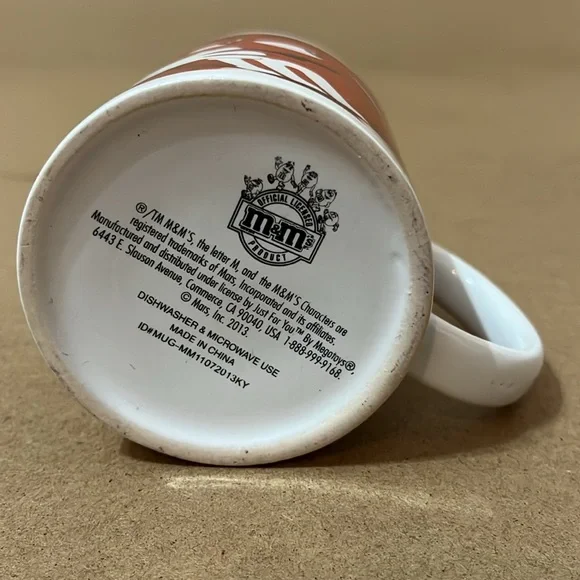 OFFICIAL LICENSED
m&m's
PRODUCT
®/TM M&M'S, the letter M, and the M&M'S Characters are
registered trademarks of Mars, Incorporated and its affiliates.
Manufactured and distributed under license by Just For You™ By Megatoys®,
6443 E. Slauson Avenue, Commerce, CA 90040, USA 1-888-999-9168.
© Mars, Inc. 2013.
DISHWASHER & MICROWAVE USE
MADE IN CHINA
ID#MUG-MM11072013KY